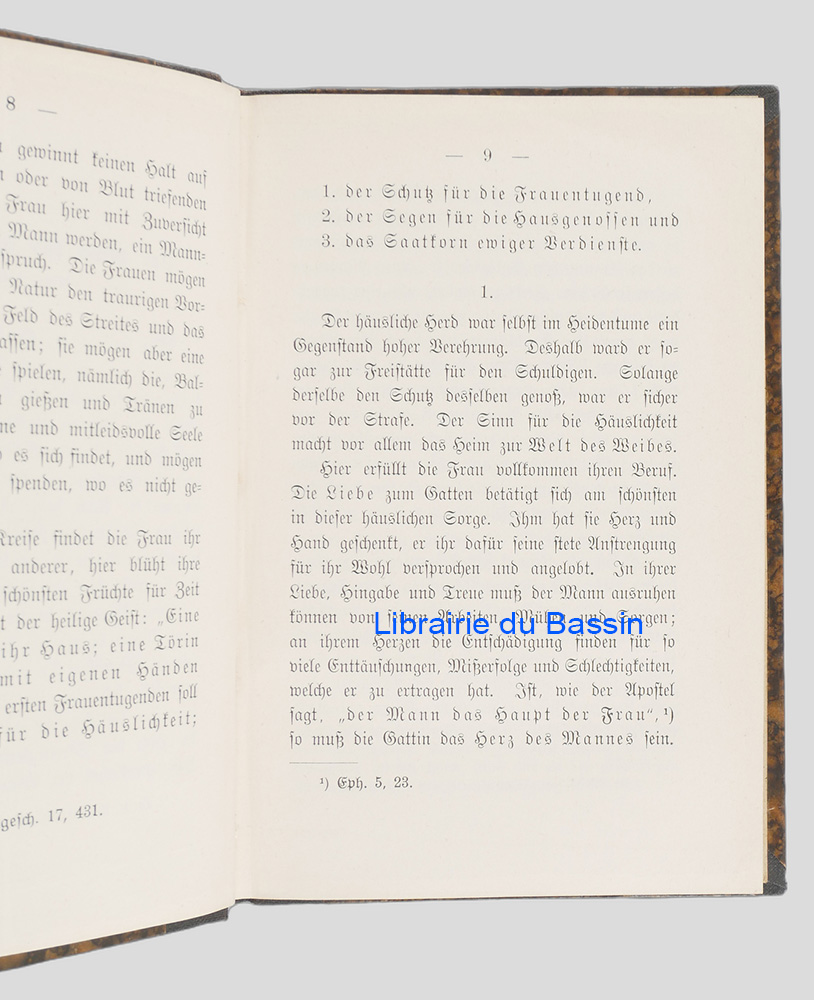 8 —
gewinnt keinen Halt auf
oder von Blut triefenden
Frau hier mit Zuversicht
Mann werden, ein Mann=
spruch. Die Frauen mögen
Natur den traurigen Vor=
Feld des Streites und das
assen; sie mögen aber eine
spielen, nämlich die, Bal=
gießen und Tränen zu
und mitleidsvolle Seele
es sich findet, und mögen
spenden, wo es nicht ge=
Kreise findet die Frau ihr
anderer, hier blüht ihre
schönsten Früchte für Zeit
der heilige Geist: „Eine
ihr Haus; eine Törin
mit eigenen Händen
ersten Frauentugenden soll
für die Häuslichkeit;
gesch. 17, 431.
— 9 —
1. der Schutz für die Frauentugend,
2. der Segen für die Hausgenossen und
3. das Saatkorn ewiger Verdienste.
1.
Der häusliche Herd war selbst im Heidentume ein
Gegenstand hoher Verehrung. Deshalb ward er so=
gar zur Freistätte für den Schuldigen. Solange
derselbe den Schutz desselben genoß, war er sicher
vor der Strafe. Der Sinn für die Häuslichkeit
macht vor allem das Heim zur Welt des Weibes.
Hier erfüllt die Frau vollkommen ihren Beruf.
Die Liebe zum Gatten betätigt sich am schönsten
in dieser häuslichen Sorge. Ihm hat sie Herz und
Hand geschenkt, er ihr dafür seine stete Anstrengung
für ihr Wohl versprochen und angelobt. In ihrer
Liebe, Hingabe und Treue muß der Mann ausruhen
können von seinen Arbeiten, Mühen und Sorgen;
Librairie du Bassin
an ihrem Herzen die Entschädigung finden für so
viele Enttäuschungen, Mißerfolge und Schlechtigkeiten,
welche er zu ertragen hat. Ist, wie der Apostel
sagt, „der Mann das Haupt der Frau“, ¹)
so muß die Gattin das Herz des Mannes sein.
¹) Eph. 5, 23.